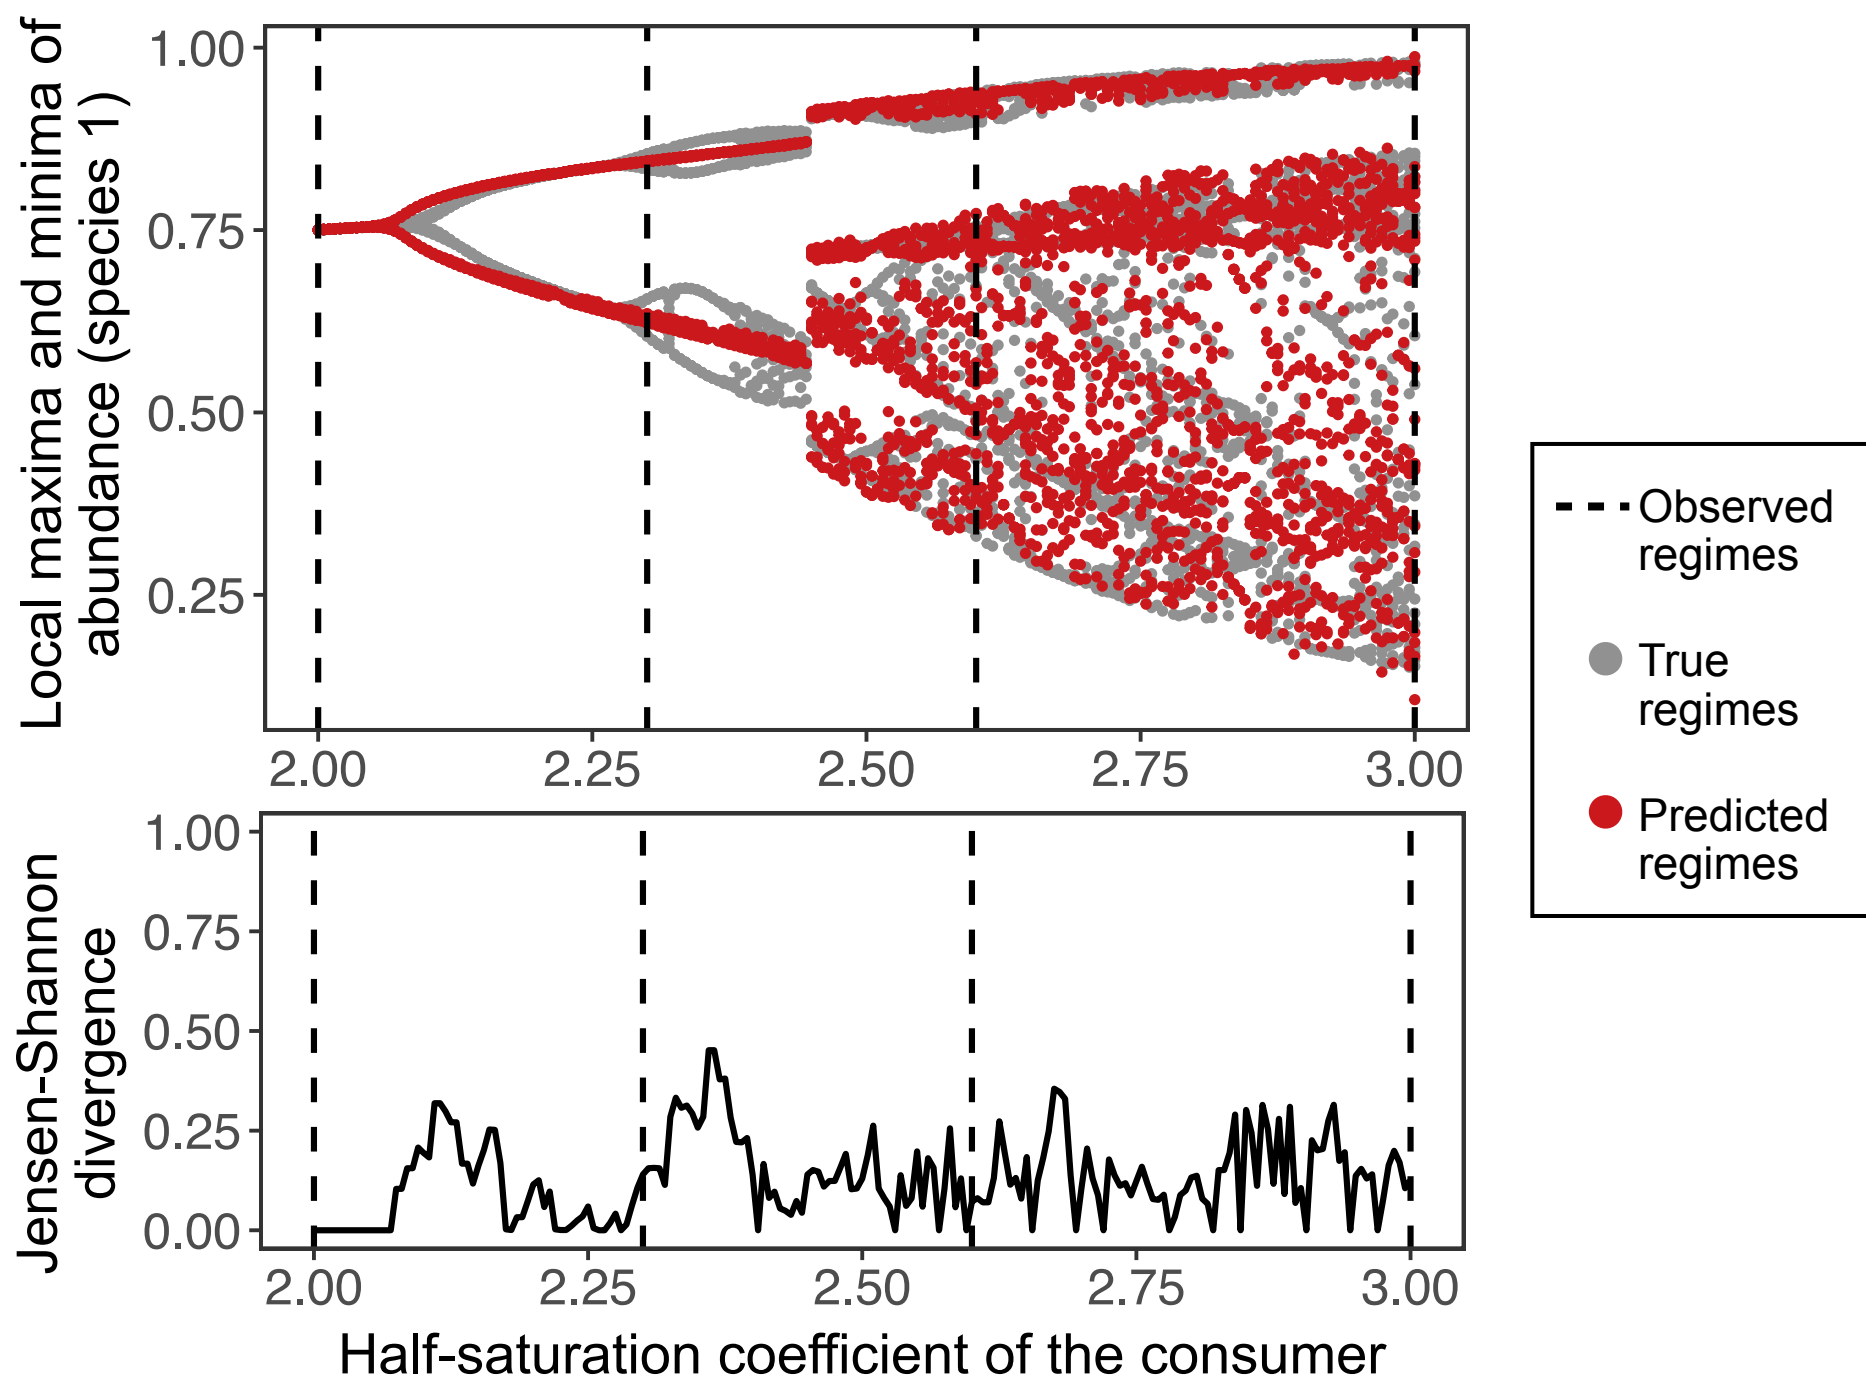 Local maxima and minima of
abundance (species 1)
1.00
0.75
0.50
0.25
2.00 2.25 2.50 2.75 3.00
Jensen-Shannon
divergence
1.00
0.75
0.50
0.25
0.00
2.00 2.25 2.50 2.75 3.00
Half-saturation coefficient of the consumer
Observed
regimes
True
regimes
Predicted
regimes